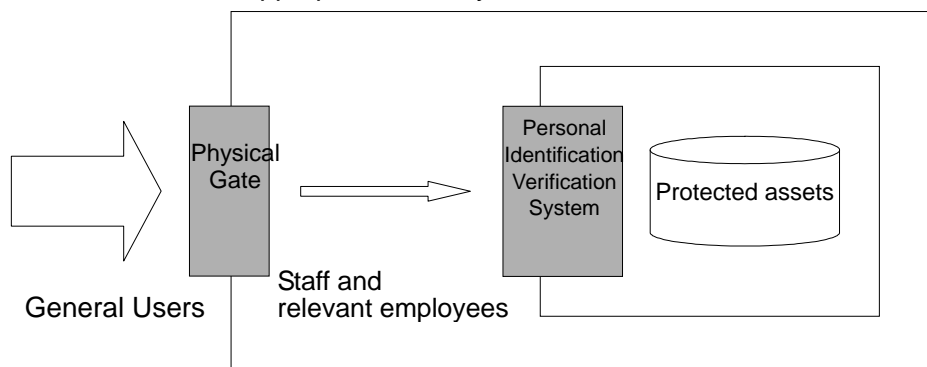 Physical
Gate
Personal
Identification
Verification
System
Protected assets
Staff and
relevant employees
General Users